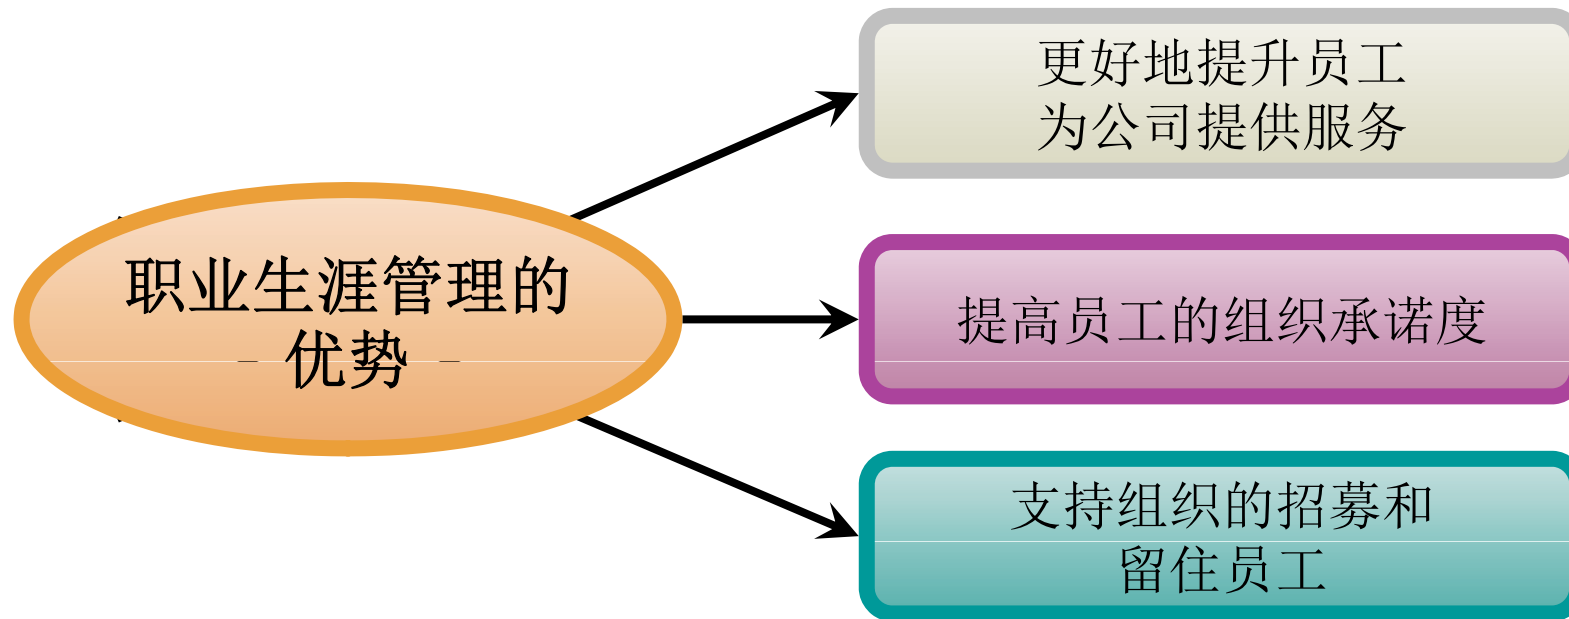 更好地提升员工
为公司提供服务
职业生涯管理的
优势
提高员工的组织承诺度
支持组织的招募和
留住员工